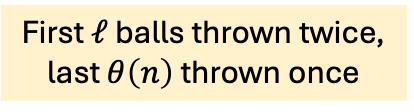 First ℓ balls thrown twice,
last θ(n) thrown once